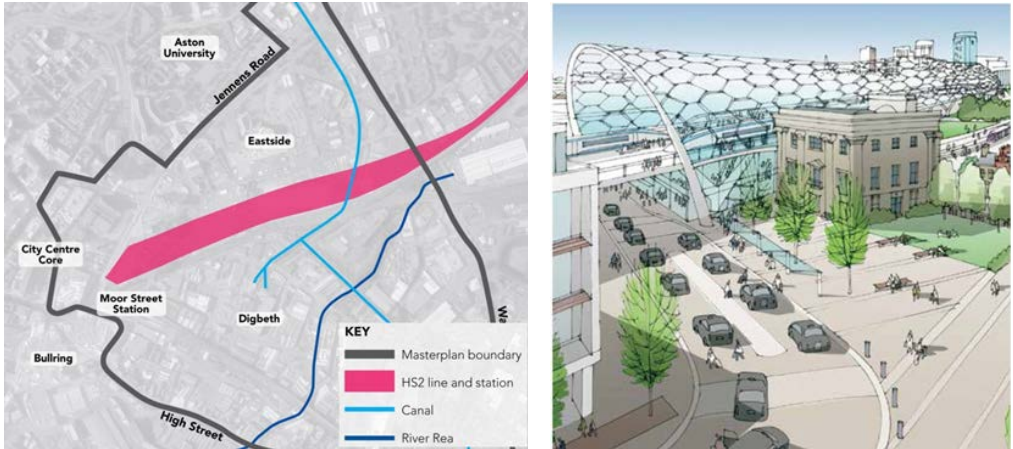 Aston
University
Jennens Road
Eastside
City Centre
Core
Moor Street
Station
Digbeth
Bullring
High Street
Wa
KEY
Masterplan boundary
HS2 line and station
Canal
River Rea